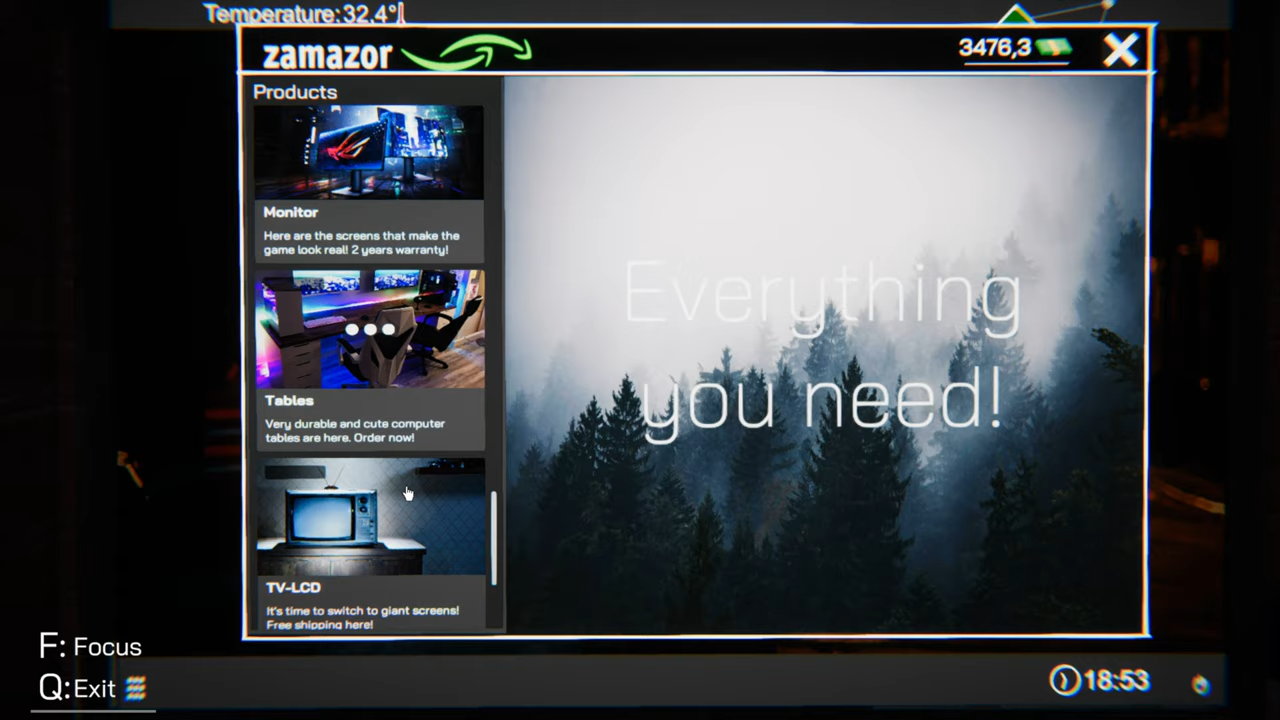 Temperature:32.4°
zamazor
3476,3
Products
Monitor
Here are the screens that make the
game look real! 2 years warranty!
Tables
Very durable and cute computer
tables are here. Order now!
TV-LCD
It's time to switch to giant screens!
Free shipping here!
Everything
you need!
F: Focus
Q:Exit
18:53